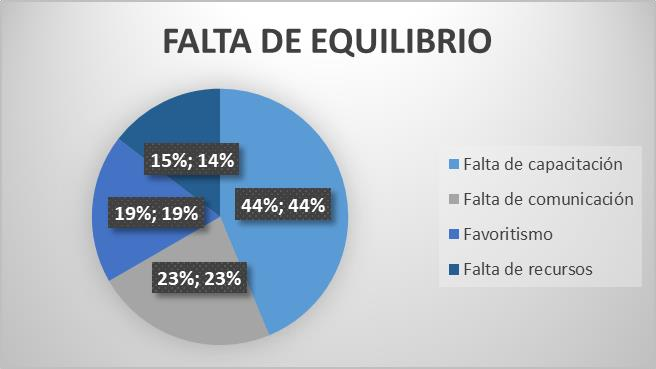 FALTA DE EQUILIBRIO
15%; 14%
44%; 44%
19%; 19%
23%; 23%
Falta de capacitación
Falta de comunicación
Favoritismo
Falta de recursos